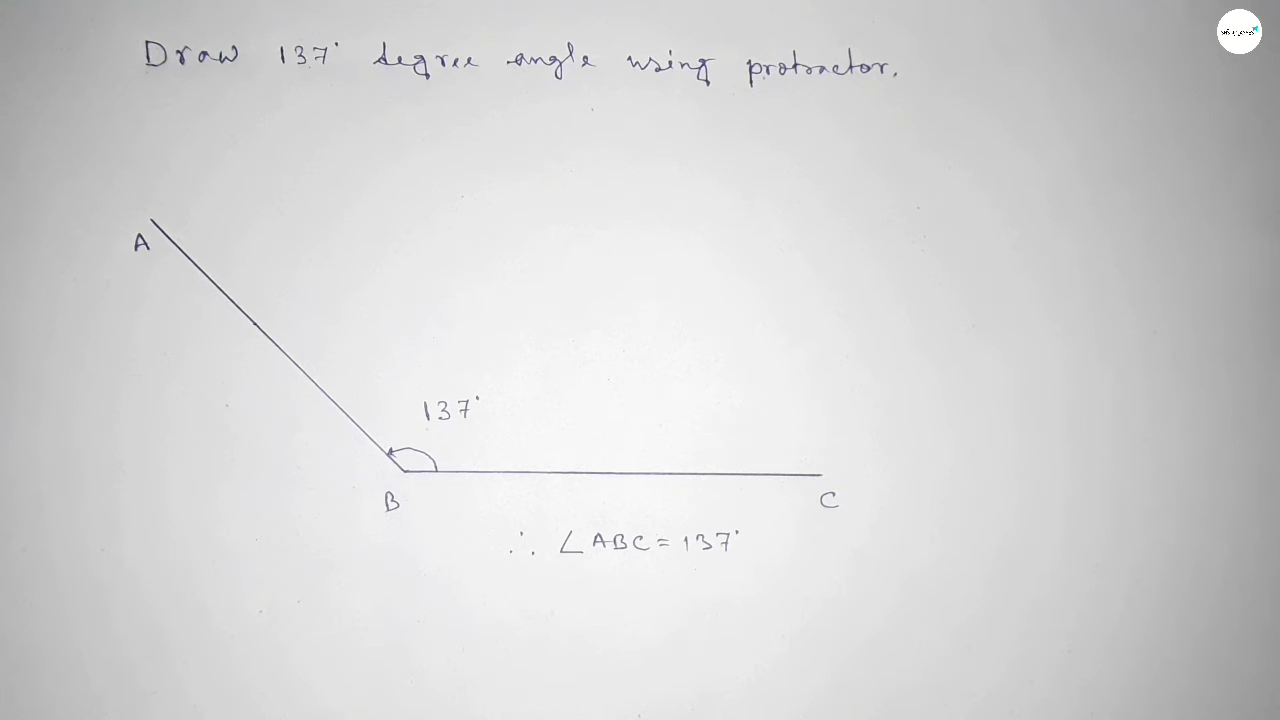 Draw 137° degree angle using protractor.
A
137°
B
C
∴ ∠ABC = 137°